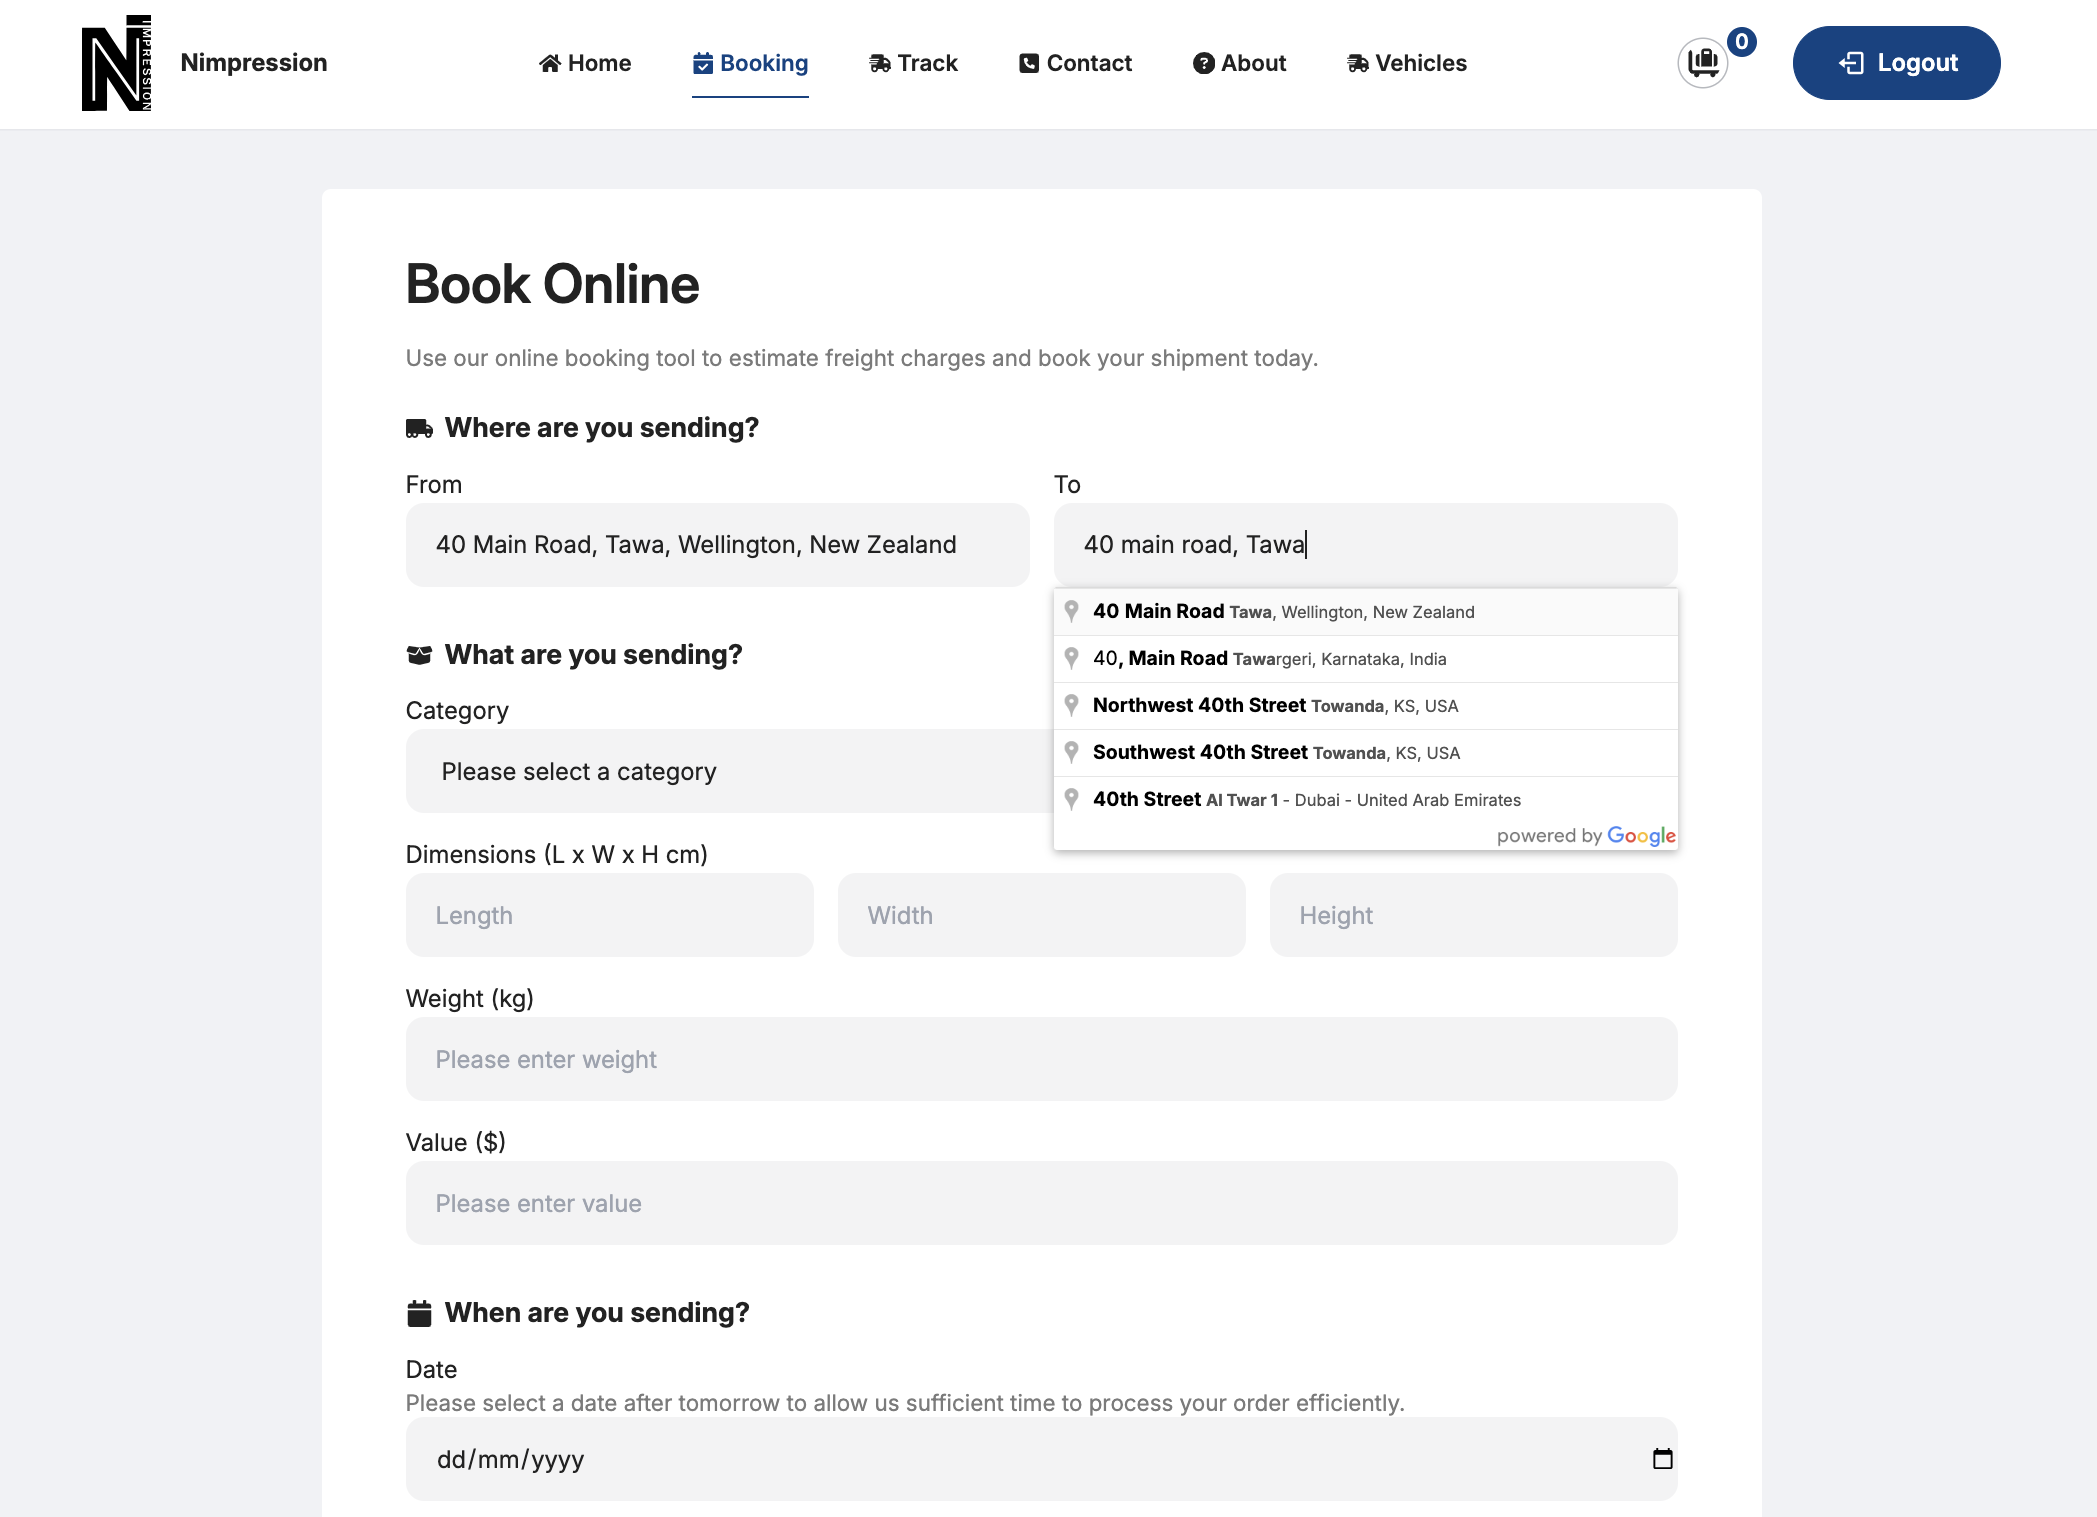 NIMPRESSION
Nimpression
Home
Booking
Track
Contact
About
Vehicles
0
Logout
Book Online
Use our online booking tool to estimate freight charges and book your shipment today.
Where are you sending?
From
To
40 Main Road, Tawa, Wellington, New Zealand
40 main road, Tawa
40 Main Road Tawa, Wellington, New Zealand
40, Main Road Tawargeri, Karnataka, India
Northwest 40th Street Towanda, KS, USA
Southwest 40th Street Towanda, KS, USA
40th Street Al Twar 1 - Dubai - United Arab Emirates
powered by Google
What are you sending?
Category
Please select a category
Dimensions (L x W x H cm)
Length
Width
Height
Weight (kg)
Please enter weight
Value ($)
Please enter value
When are you sending?
Date
Please select a date after tomorrow to allow us sufficient time to process your order efficiently.
dd/mm/yyyy